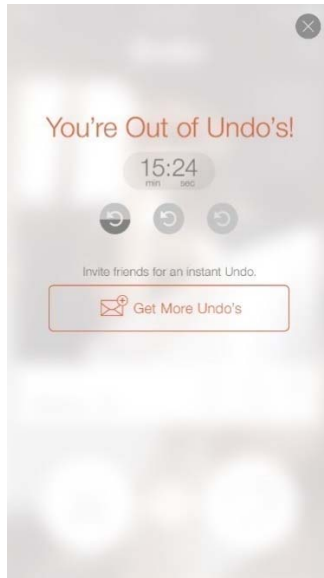 You're Out of Undo's!
15:24
min sec
Invite friends for an instant Undo.
Get More Undo's